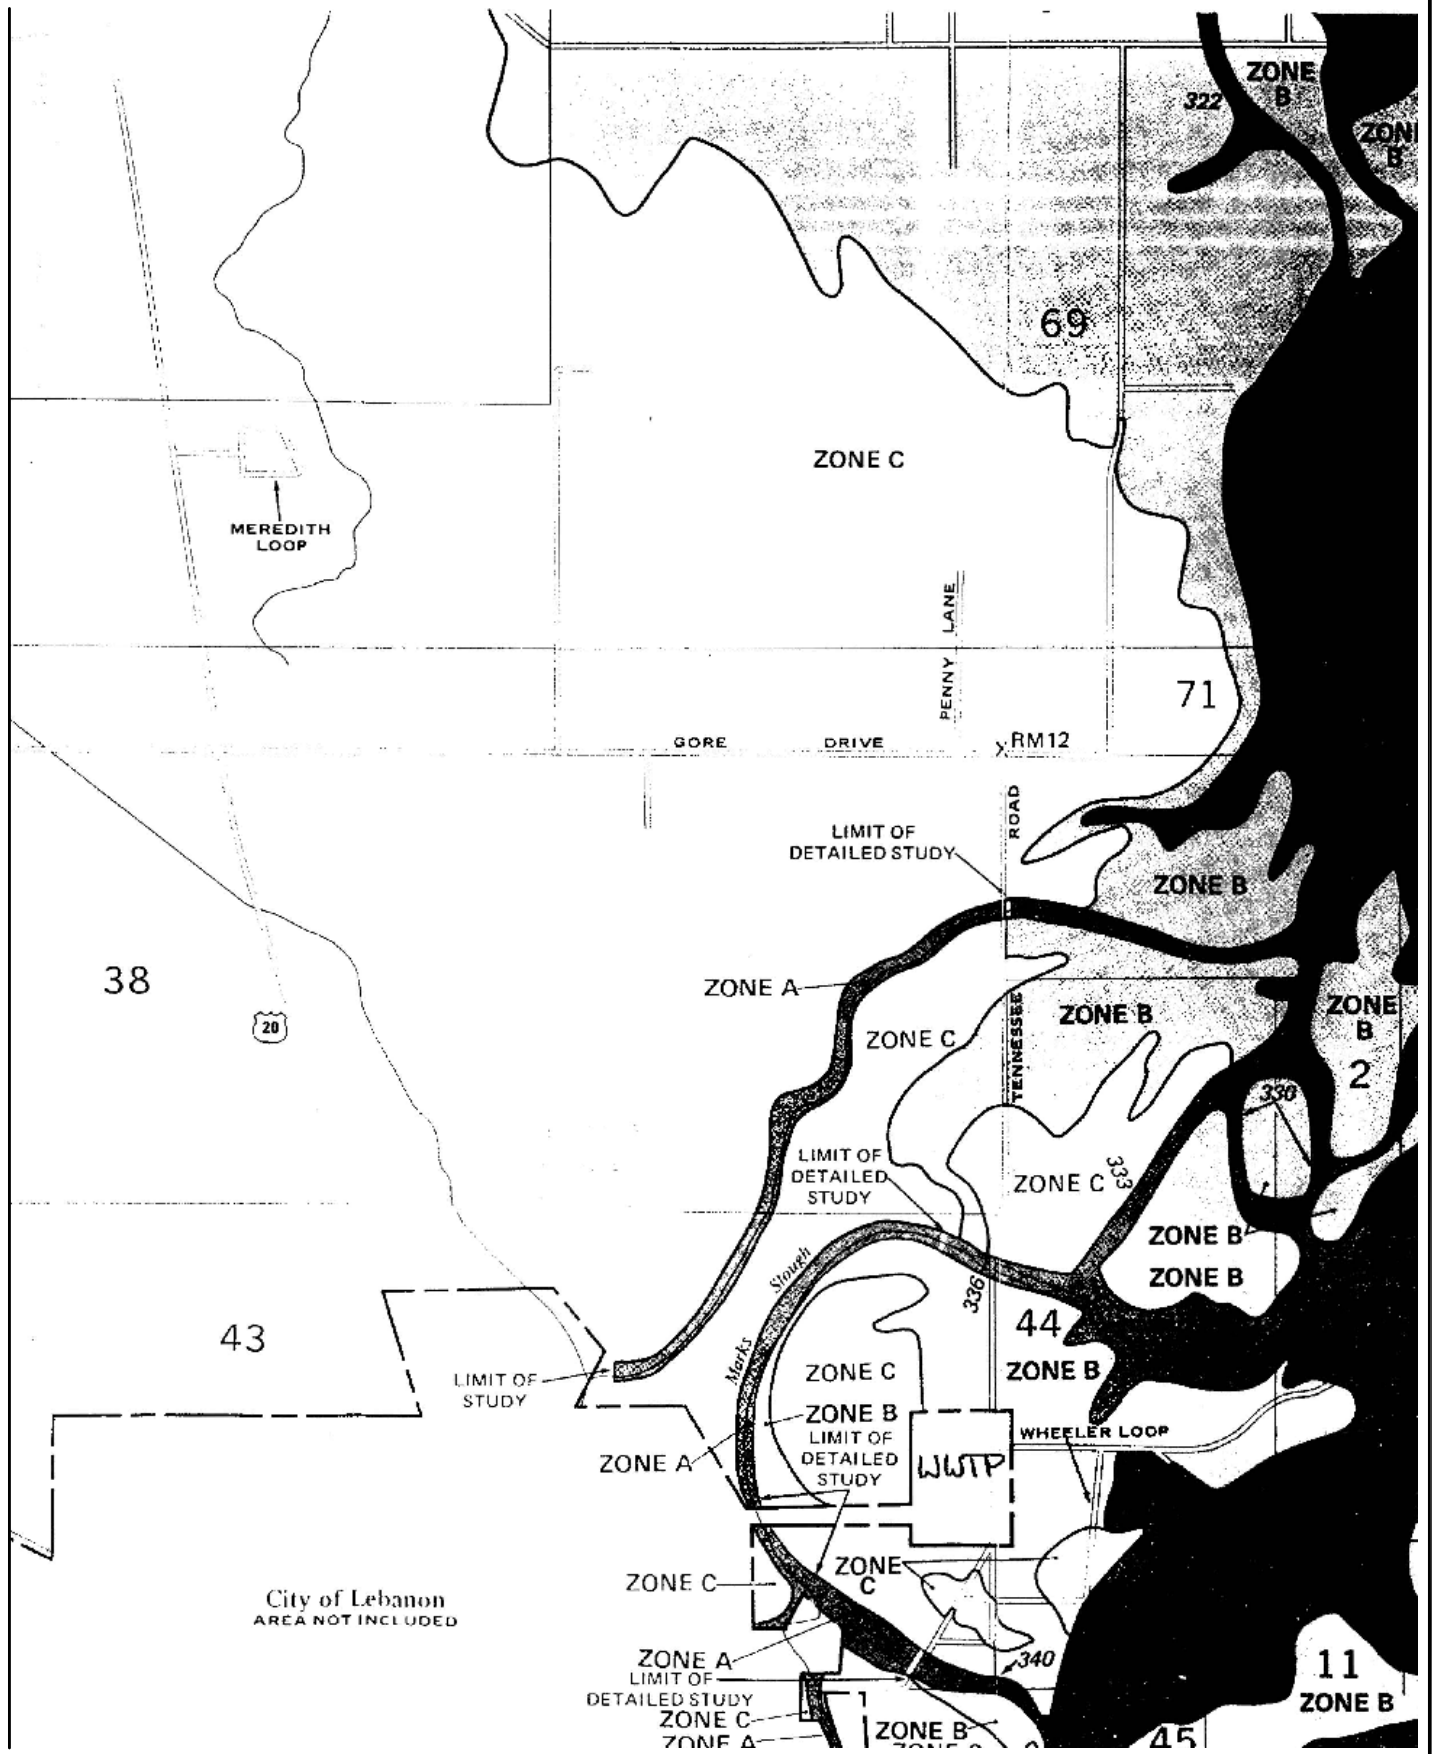 ZONE
B
322
ZON
B
69
ZONE C
MEREDITH
LOOP
PENNY LANE
71
GORE DRIVE
RM12
ROAD
LIMIT OF
DETAILED STUDY
ZONE B
38
ZONE A
20
ZONE C
TENNESSEE
ZONE B
ZONE
B
2
330
LIMIT OF
DETAILED
STUDY
ZONE C
333
ZONE B
ZONE B
Slough
336
43
44
Marks
ZONE C
ZONE B
LIMIT OF
STUDY
ZONE B
LIMIT OF
DETAILED
STUDY
ZONE A
WWTP
WHEELER LOOP
ZONE C
ZONE
C
City of Lebanon
AREA NOT INCLUDED
ZONE A
340
LIMIT OF
DETAILED STUDY
11
ZONE B
ZONE C
ZONE B
45
ZONE A